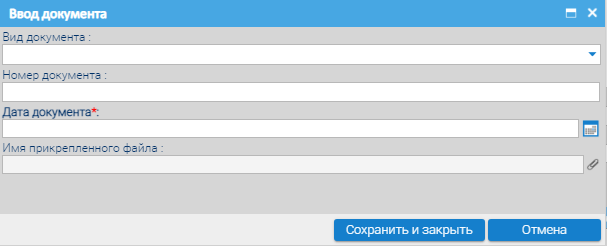 Ввод документа
Вид документа :
Номер документа :
Дата документа*:
Имя прикрепленного файла :
Сохранить и закрыть Отмена